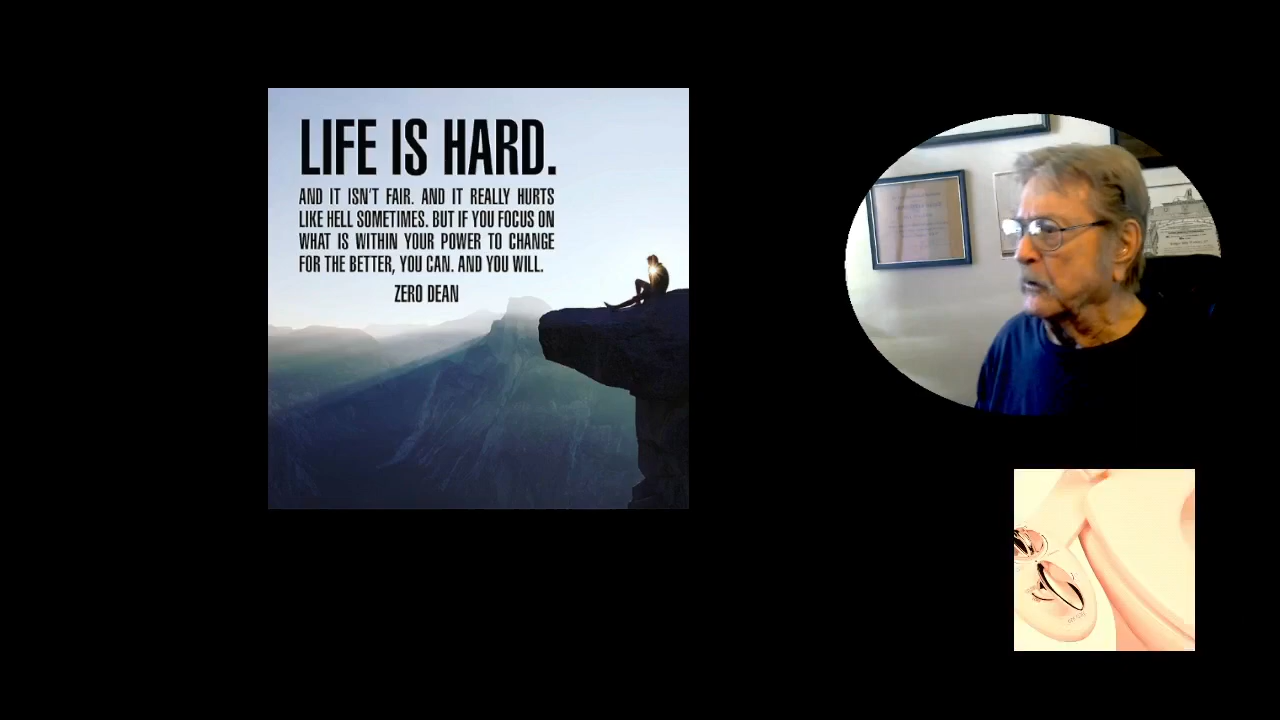 LIFE IS HARD.
AND IT ISN'T FAIR. AND IT REALLY HURTS
LIKE HELL SOMETIMES. BUT IF YOU FOCUS ON
WHAT IS WITHIN YOUR POWER TO CHANGE
FOR THE BETTER, YOU CAN. AND YOU WILL.
ZERO DEAN